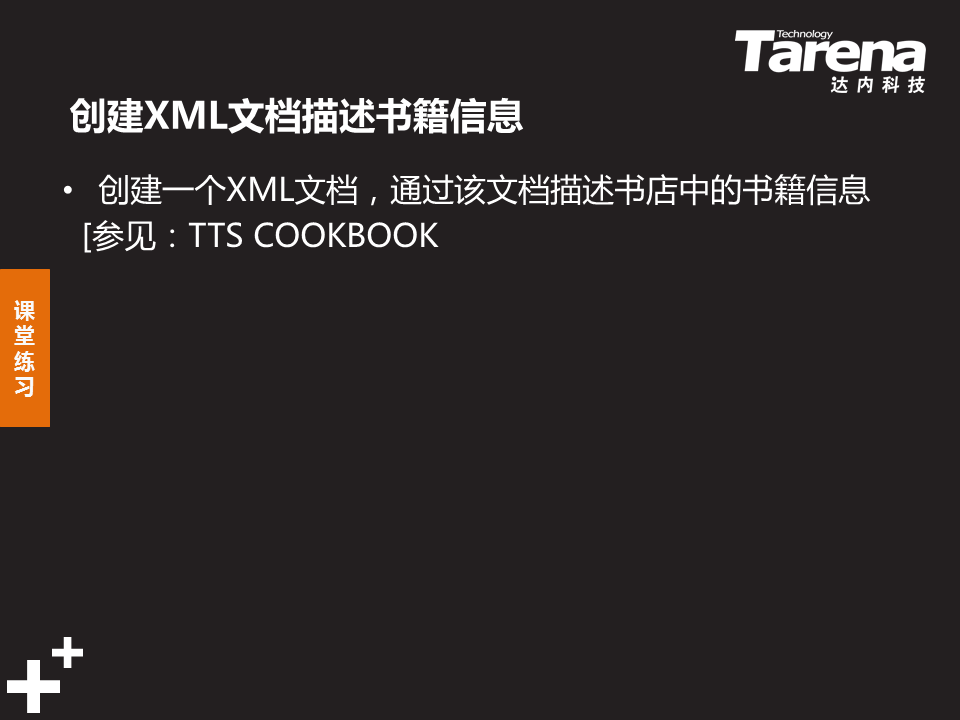 Technology
Tarena
达内科技
创建XML文档描述书籍信息
• 创建一个XML文档，通过该文档描述书店中的书籍信息
[参见：TTS COOKBOOK
课
堂
练
习